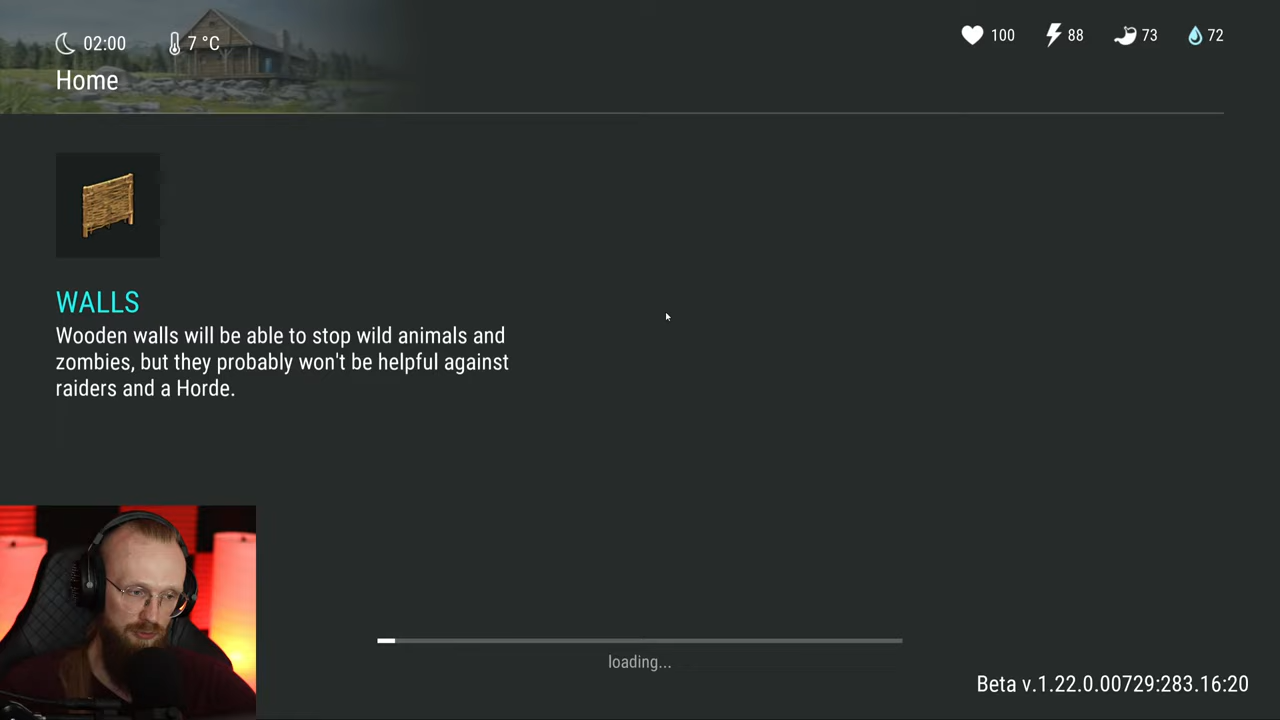 02:00 7 °C
100 88 73 72
Home
WALLS
Wooden walls will be able to stop wild animals and
zombies, but they probably won't be helpful against
raiders and a Horde.
loading...
Beta v.1.22.0.00729:283.16:20